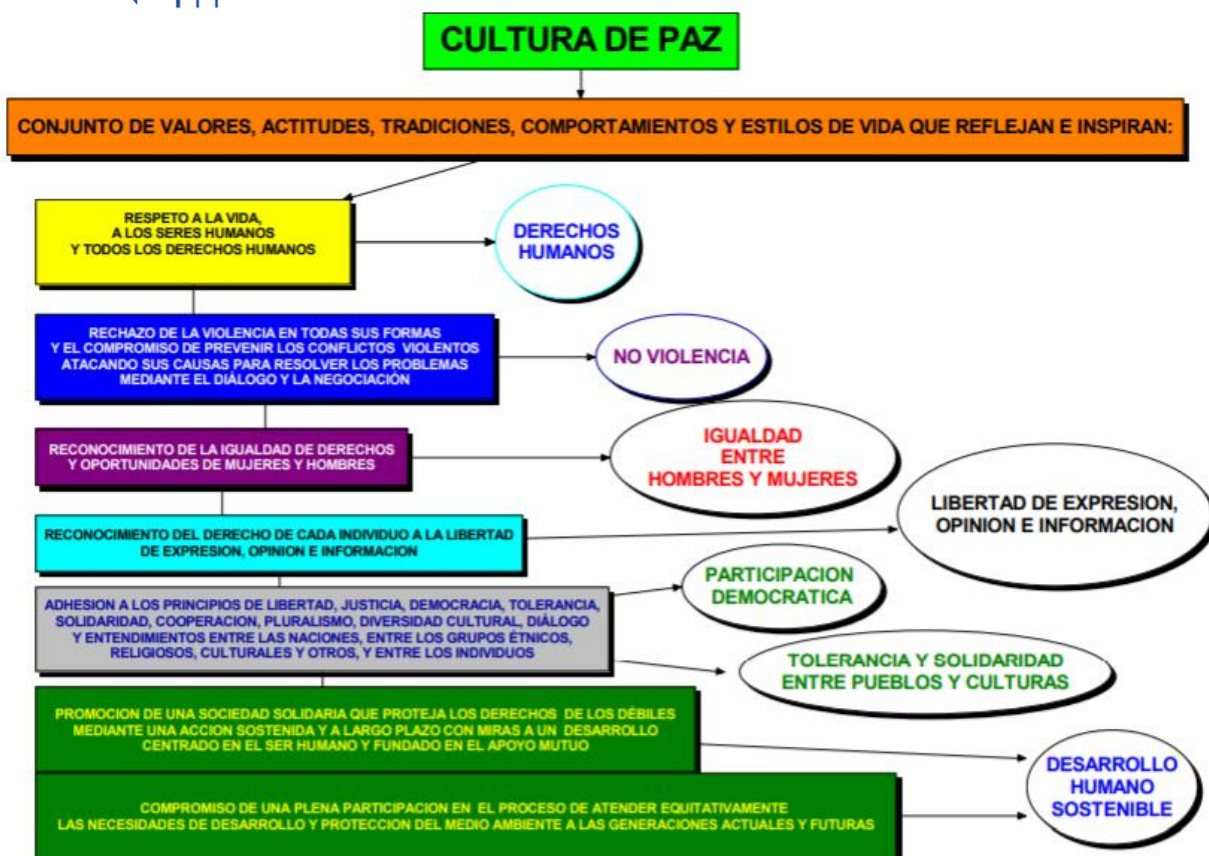 CULTURA DE PAZ
CONJUNTO DE VALORES, ACTITUDES, TRADICIONES, COMPORTAMIENTOS Y ESTILOS DE VIDA QUE REFLEJAN E INSPIRAN:
RESPETO A LA VIDA,
A LOS SERES HUMANOS
Y TODOS LOS DERECHOS HUMANOS
DERECHOS
HUMANOS
RECHAZO DE LA VIOLENCIA EN TODAS SUS FORMAS
Y EL COMPROMISO DE PREVENIR LOS CONFLICTOS VIOLENTOS
ATACANDO SUS CAUSAS PARA RESOLVER LOS PROBLEMAS
MEDIANTE EL DIÁLOGO Y LA NEGOCIACIÓN
NO VIOLENCIA
RECONOCIMIENTO DE LA IGUALDAD DE DERECHOS
Y OPORTUNIDADES DE MUJERES Y HOMBRES
IGUALDAD
ENTRE
HOMBRES Y MUJERES
RECONOCIMIENTO DEL DERECHO DE CADA INDIVIDUO A LA LIBERTAD
DE EXPRESION, OPINION E INFORMACION
LIBERTAD DE EXPRESION,
OPINION E INFORMACION
ADHESION A LOS PRINCIPIOS DE LIBERTAD, JUSTICIA, DEMOCRACIA, TOLERANCIA,
SOLIDARIDAD, COOPERACION, PLURALISMO, DIVERSIDAD CULTURAL, DIÁLOGO
Y ENTENDIMIENTOS ENTRE LAS NACIONES, ENTRE LOS GRUPOS ÉTNICOS,
RELIGIOSOS, CULTURALES Y OTROS, Y ENTRE LOS INDIVIDUOS
PARTICIPACION
DEMOCRATICA
TOLERANCIA Y SOLIDARIDAD
ENTRE PUEBLOS Y CULTURAS
PROMOCION DE UNA SOCIEDAD SOLIDARIA QUE PROTEJA LOS DERECHOS DE LOS DÉBILES
MEDIANTE UNA ACCION SOSTENIDA Y A LARGO PLAZO CON MIRAS A UN DESARROLLO
CENTRADO EN EL SER HUMANO Y FUNDADO EN EL APOYO MUTUO
DESARROLLO
HUMANO
SOSTENIBLE
COMPROMISO DE UNA PLENA PARTICIPACION EN EL PROCESO DE ATENDER EQUITATIVAMENTE
LAS NECESIDADES DE DESARROLLO Y PROTECCION DEL MEDIO AMBIENTE A LAS GENERACIONES ACTUALES Y FUTURAS